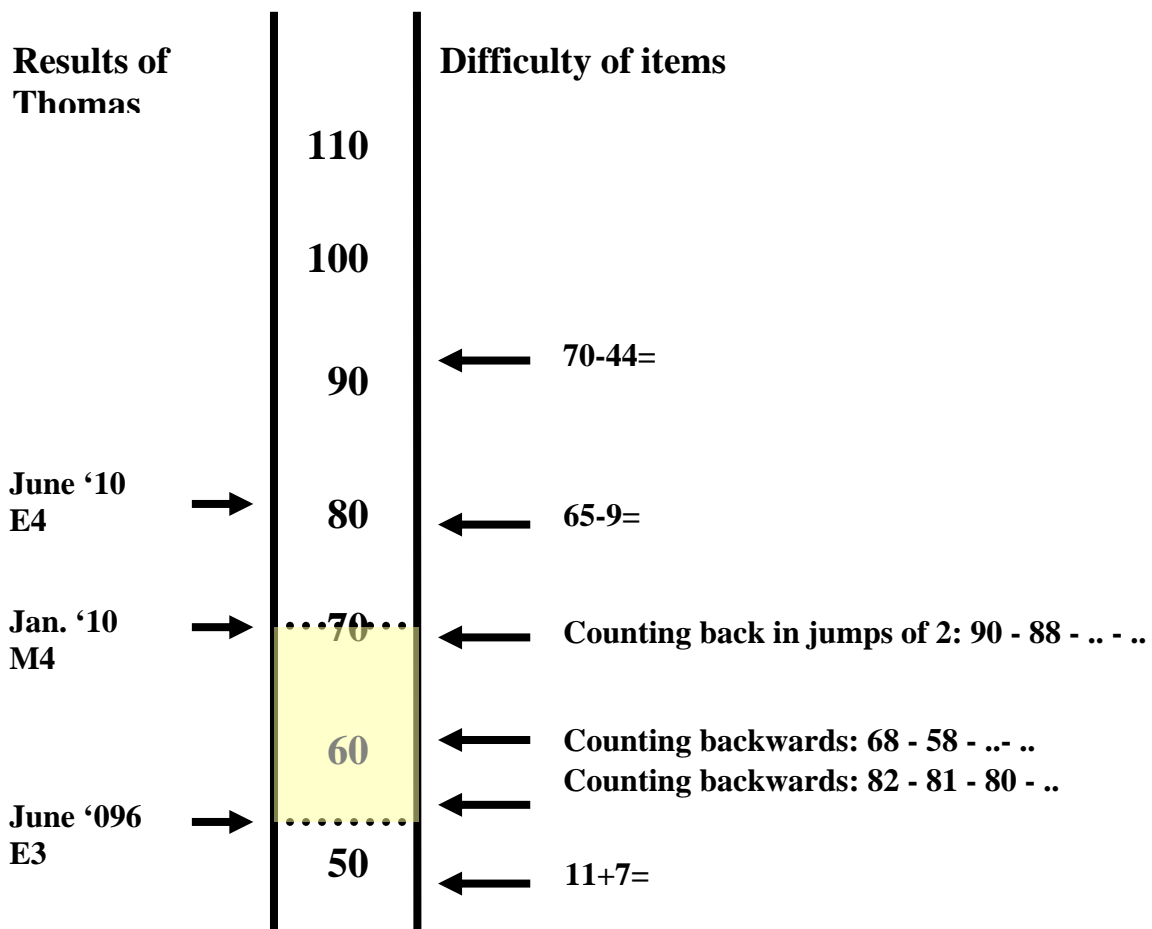 Results of
Thomas
Difficulty of items
110
100
90
80
70
60
50
June ‘10
E4
Jan. ‘10
M4
June ‘096
E3
70-44=
65-9=
Counting back in jumps of 2: 90 - 88 - .. - ..
Counting backwards: 68 - 58 - ..- ..
Counting backwards: 82 - 81 - 80 - ..
11+7=